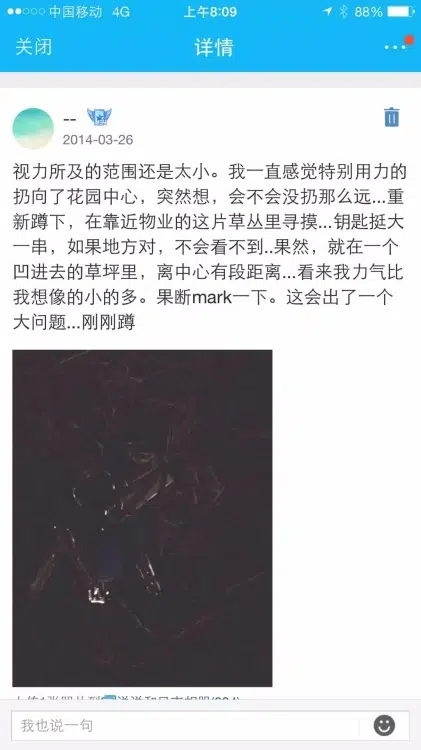 中国移动 4G 上午8:09 88%
关闭 详情
--
2014-03-26
视力所及的范围还是太小。我一直感觉特别用力的
扔向了花园中心，突然想，会不会没扔那么远...重
新蹲下，在靠近物业的这片草丛里寻摸...钥匙挺大
一串，如果地方对，不会看不到..果然，就在一个
凹进去的草坪里，离中心有段距离...看来我力气比
我想像的小的多。果断mark一下。这会出了一个
大问题...刚刚蹲
我也说一句